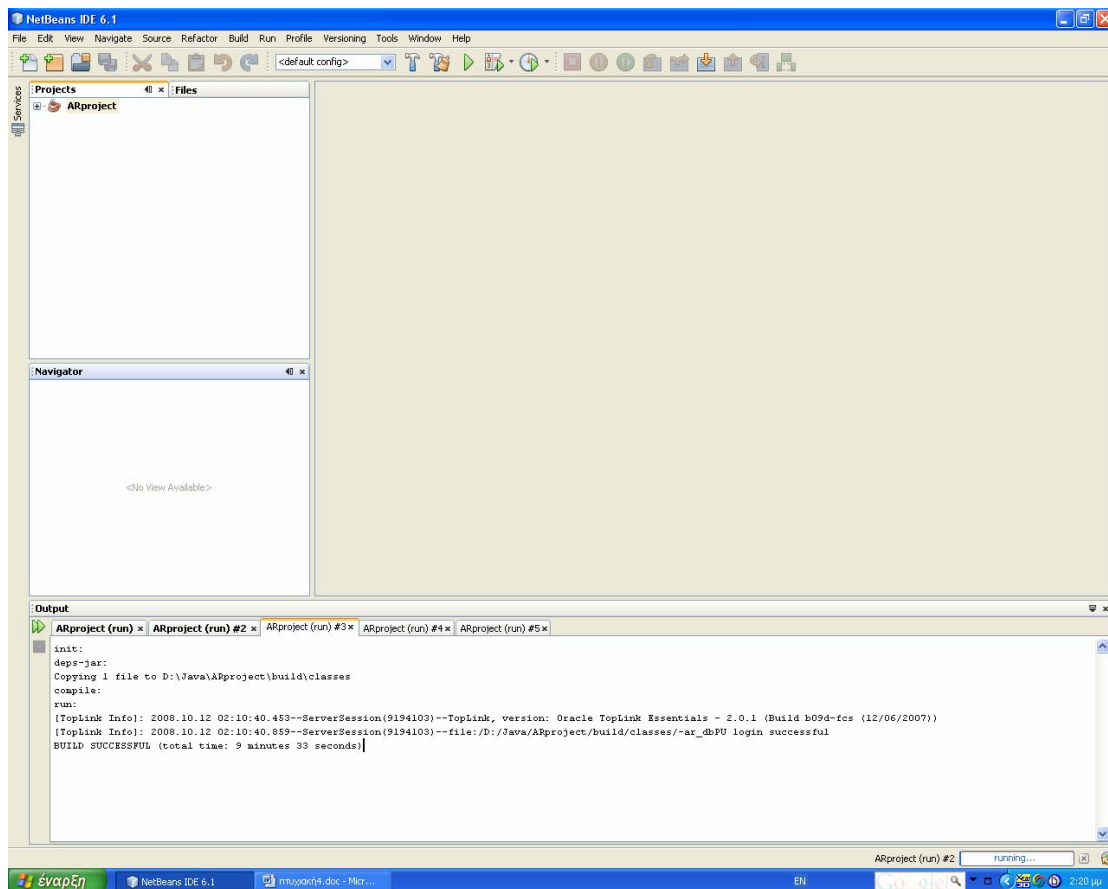 NetBeans IDE 6.1
File Edit View Navigate Source Refactor Build Run Profile Versioning Tools Window Help
<default config>
Services
Projects
Files
ARproject
Navigator
<No View Available>
Output
ARproject (run) ARproject (run) #2 ARproject (run) #3 ARproject (run) #4 ARproject (run) #5
init:
deps-jar:
Copying 1 file to D:\Java\ARproject\build\classes
compile:
run:
[TopLink Info]: 2008.10.12 02:10:40.453--ServerSession(9194103)--TopLink, version: Oracle TopLink Essentials - 2.0.1 (Build b09d-fcs (12/06/2007))
[TopLink Info]: 2008.10.12 02:10:40.859--ServerSession(9194103)--file:/D:/Java/ARproject/build/classes/-ar_dbPU login successful
BUILD SUCCESSFUL (total time: 9 minutes 33 seconds)
ARproject (run) #2 running...
έναρξη NetBeans IDE 6.1 πτυχιακή4.doc - Micr... EN Google 2:20 μμ